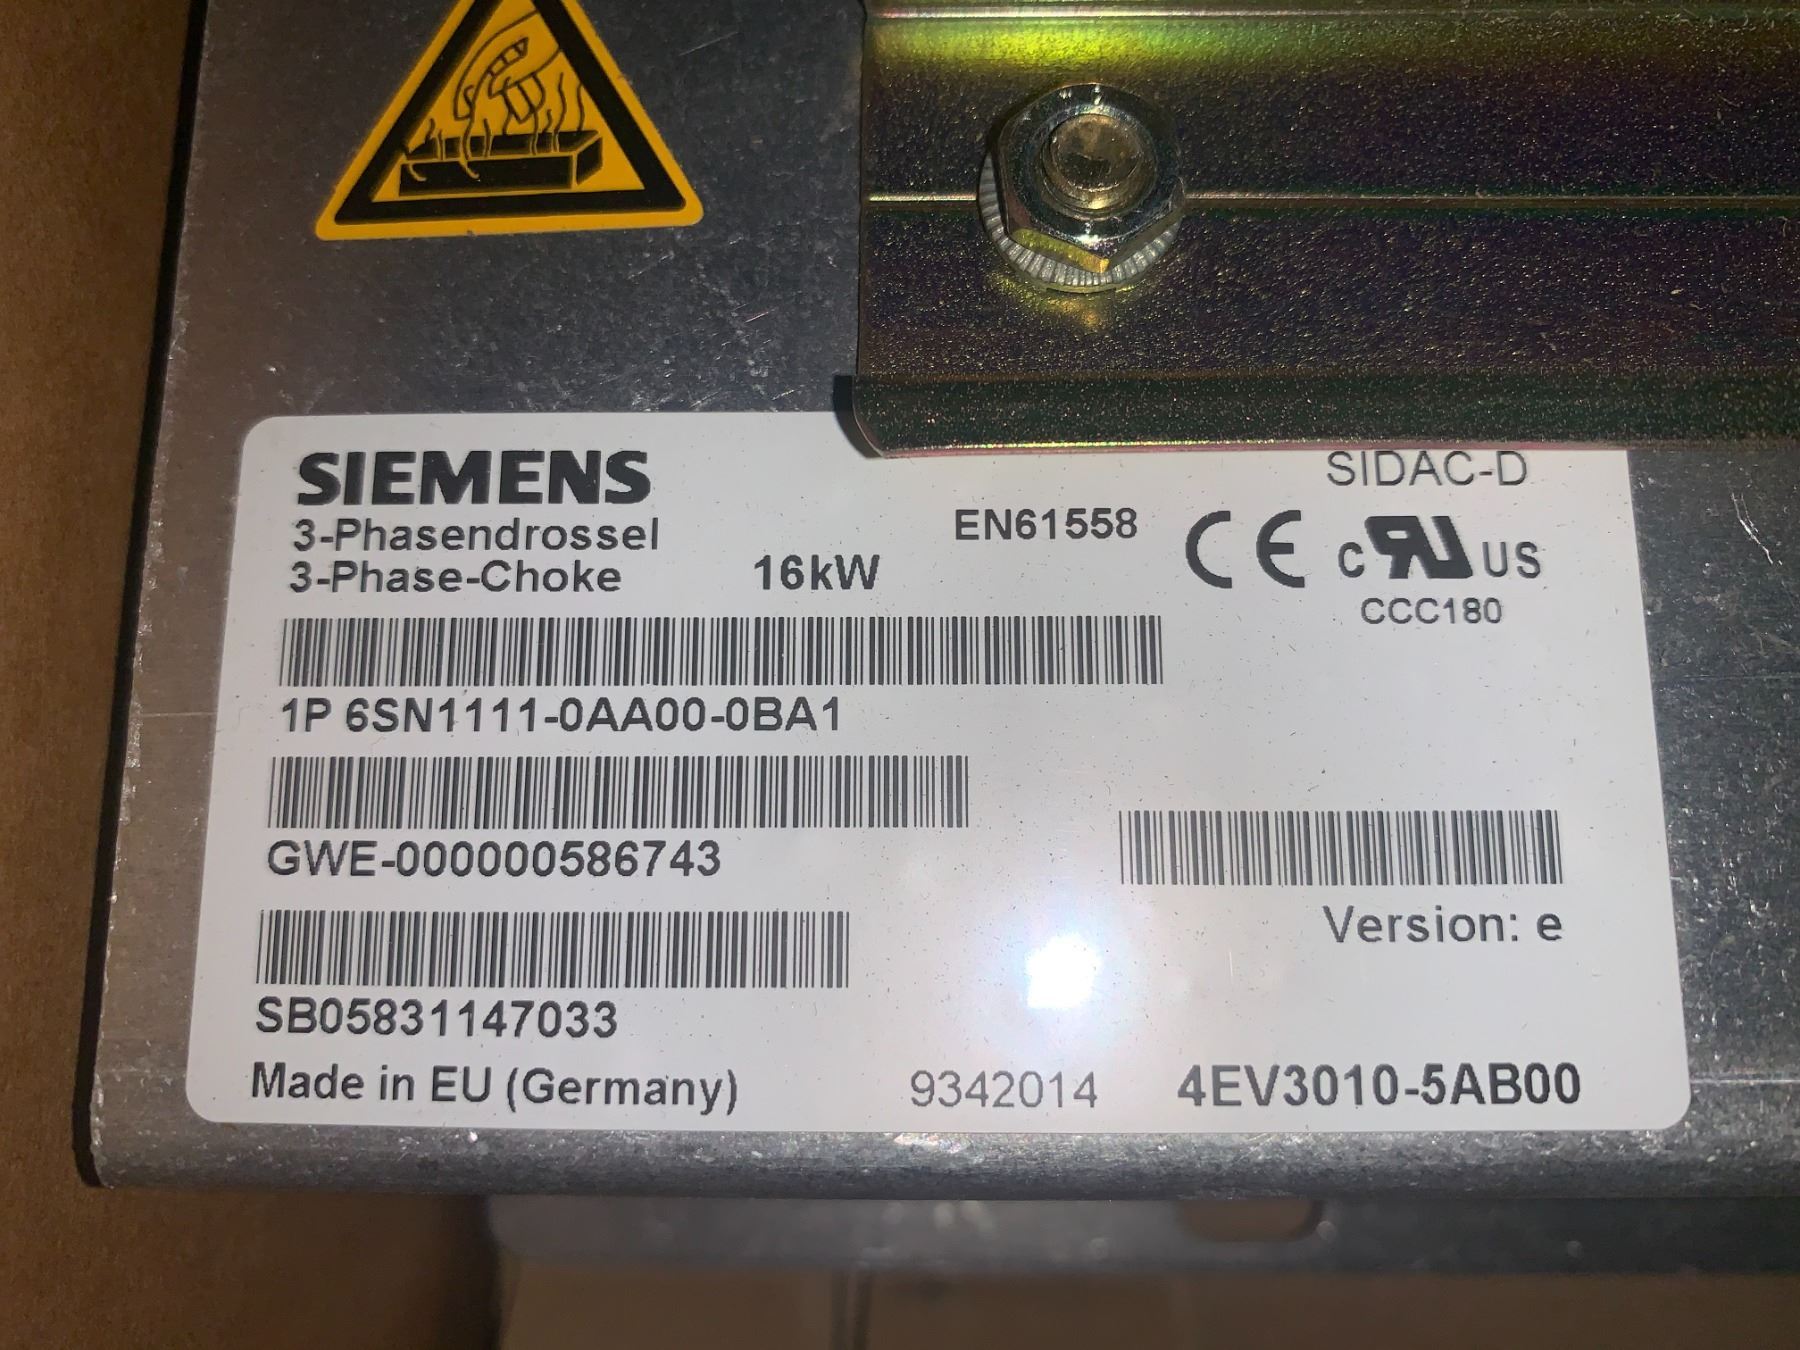 SIEMENS
SIDAC-D
3-Phasendrossel
EN61558
CE
c RU US
3-Phase-Choke
16kW
CCC180
1P 6SN1111-0AA00-0BA1
GWE-000000586743
Version: e
SB05831147033
Made in EU (Germany)
9342014
4EV3010-5AB00